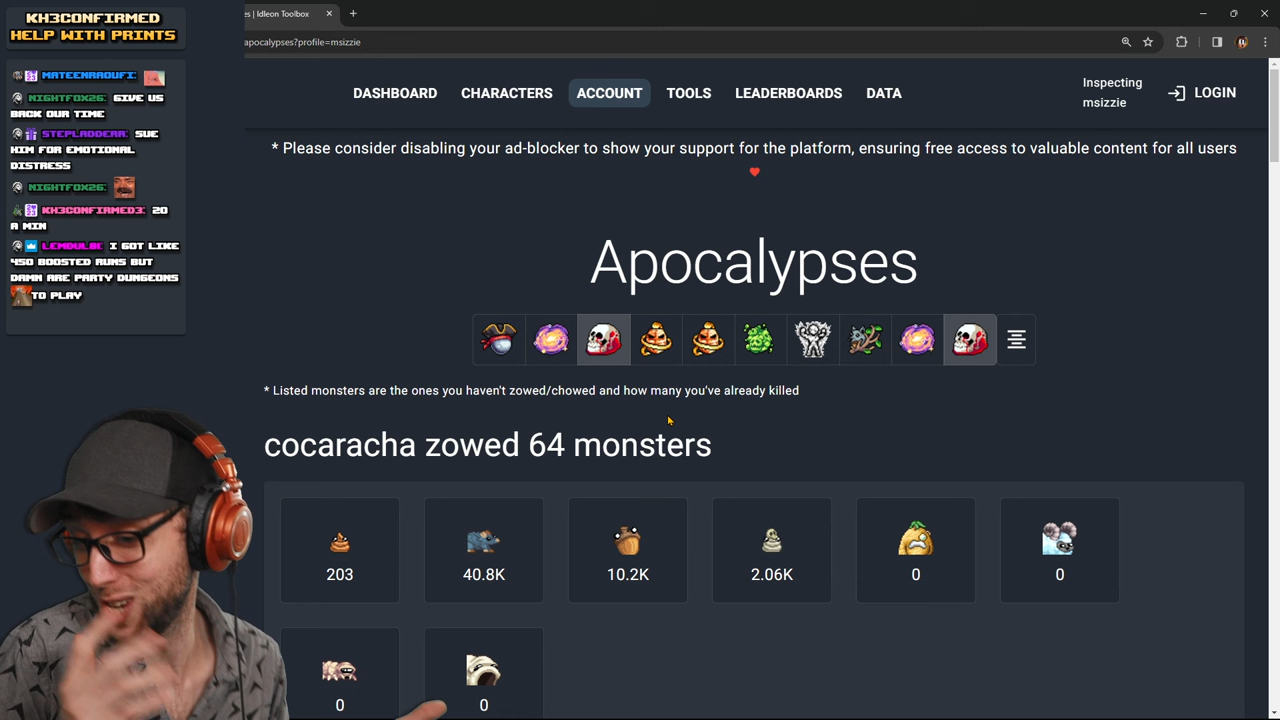 KH3CONFIRMED
HELP WITH PRINTS
MATEENRAOUFI:
NIGHTFOX26: GIVE US
BACK OUR TIME
STEPLADDERR: SUE
HIM FOR EMOTIONAL
DISTRESS
NIGHTFOX26:
KH3CONFIRMED3: 20
A MIN
I GOT LIKE
450 BOOSTED RUNS BUT
DAMN ARE PARTY DUNGEONS
TO PLAY
s | Idleon Toolbox
apocalypses?profile=msizzie
DASHBOARD
CHARACTERS
ACCOUNT
TOOLS
LEADERBOARDS
DATA
Inspecting
msizzie
LOGIN
* Please consider disabling your ad-blocker to show your support for the platform, ensuring free access to valuable content for all users
Apocalypses
* Listed monsters are the ones you haven't zowed/chowed and how many you've already killed
cocaracha zowed 64 monsters
203
40.8K
10.2K
2.06K
0
0
0
0